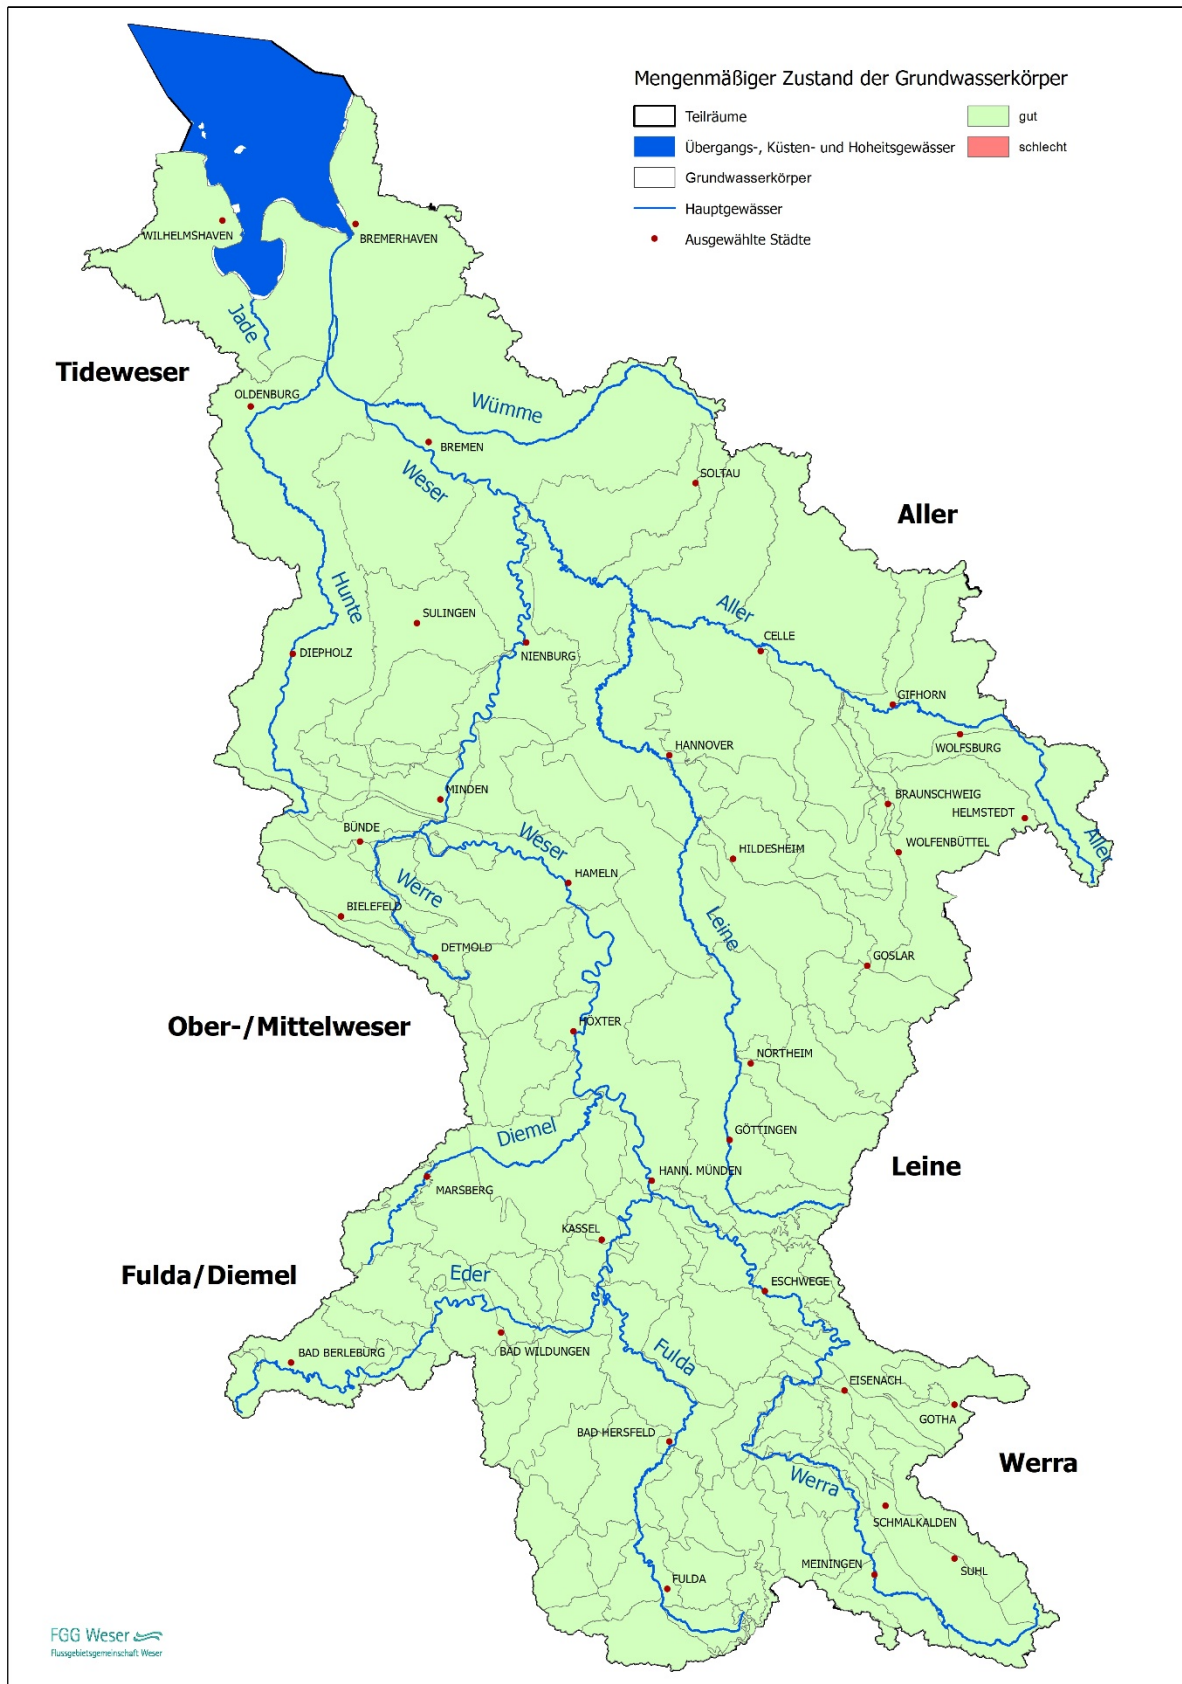 Mengenmäßiger Zustand der Grundwasserkörper
Teilräume
gut
Übergangs-, Küsten- und Hoheitsgewässer
schlecht
Grundwasserkörper
Hauptgewässer
Ausgewählte Städte
WILHELMSHAVEN
BREMERHAVEN
Jade
Tideweser
OLDENBURG
Wümme
BREMEN
Weser
SOLTAU
Aller
Hunte
SULINGEN
Aller
CELLE
DIEPHOLZ
NIENBURG
GIFHORN
WOLFSBURG
HANNOVER
MINDEN
BRAUNSCHWEIG
HELMSTEDT
BÜNDE
Weser
HILDESHEIM
WOLFENBÜTTEL
Aller
Werre
HAMELN
BIELEFELD
Leine
DETMOLD
GOSLAR
Ober-/Mittelweser
HÖXTER
NORTHEIM
Diemel
GÖTTINGEN
Leine
MARSBERG
HANN. MÜNDEN
KASSEL
Fulda/Diemel
Eder
ESCHWEGE
BAD BERLEBURG
BAD WILDUNGEN
Fulda
EISENACH
GOTHA
BAD HERSFELD
Werra
Werra
SCHMALKALDEN
MEININGEN
SUHL
FULDA
FGG Weser
Flussgebietsgemeinschaft Weser